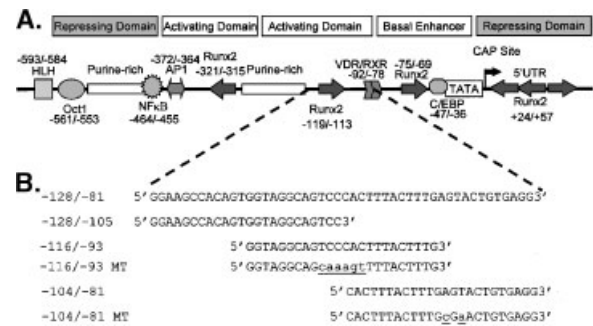 Repressing Domain Activating Domain Activating Domain Basal Enhancer Repressing Domain
A.
CAP Site
-593/-584 -372/-364 Runx2 VDR/RXR -75/-69
HLH Purine-rich AP1 -321/-315 Purine-rich -92/-78 Runx2 5'UTR
TATA
Oct1 NFκB Runx2 C/EBP Runx2
-561/-553 -464/-455 -119/-113 -47/-36 +24/+57
B.
-128/-81 5'GGAAGCCACAGTGGTAGGCAGTCCCACTTTACTTTGAGTACTGTGAGG3'
-128/-105 5'GGAAGCCACAGTGGTAGGCAGTCC3'
-116/-93 5'GGTAGGCAGTCCCACTTTACTTTG3'
-116/-93 MT 5'GGTAGGCAGcaaagtTTTACTTTG3'
-104/-81 5'CACTTTACTTTGAGTACTGTGAGG3'
-104/-81 MT 5'CACTTTACTTTGcGaACTGTGAGG3'